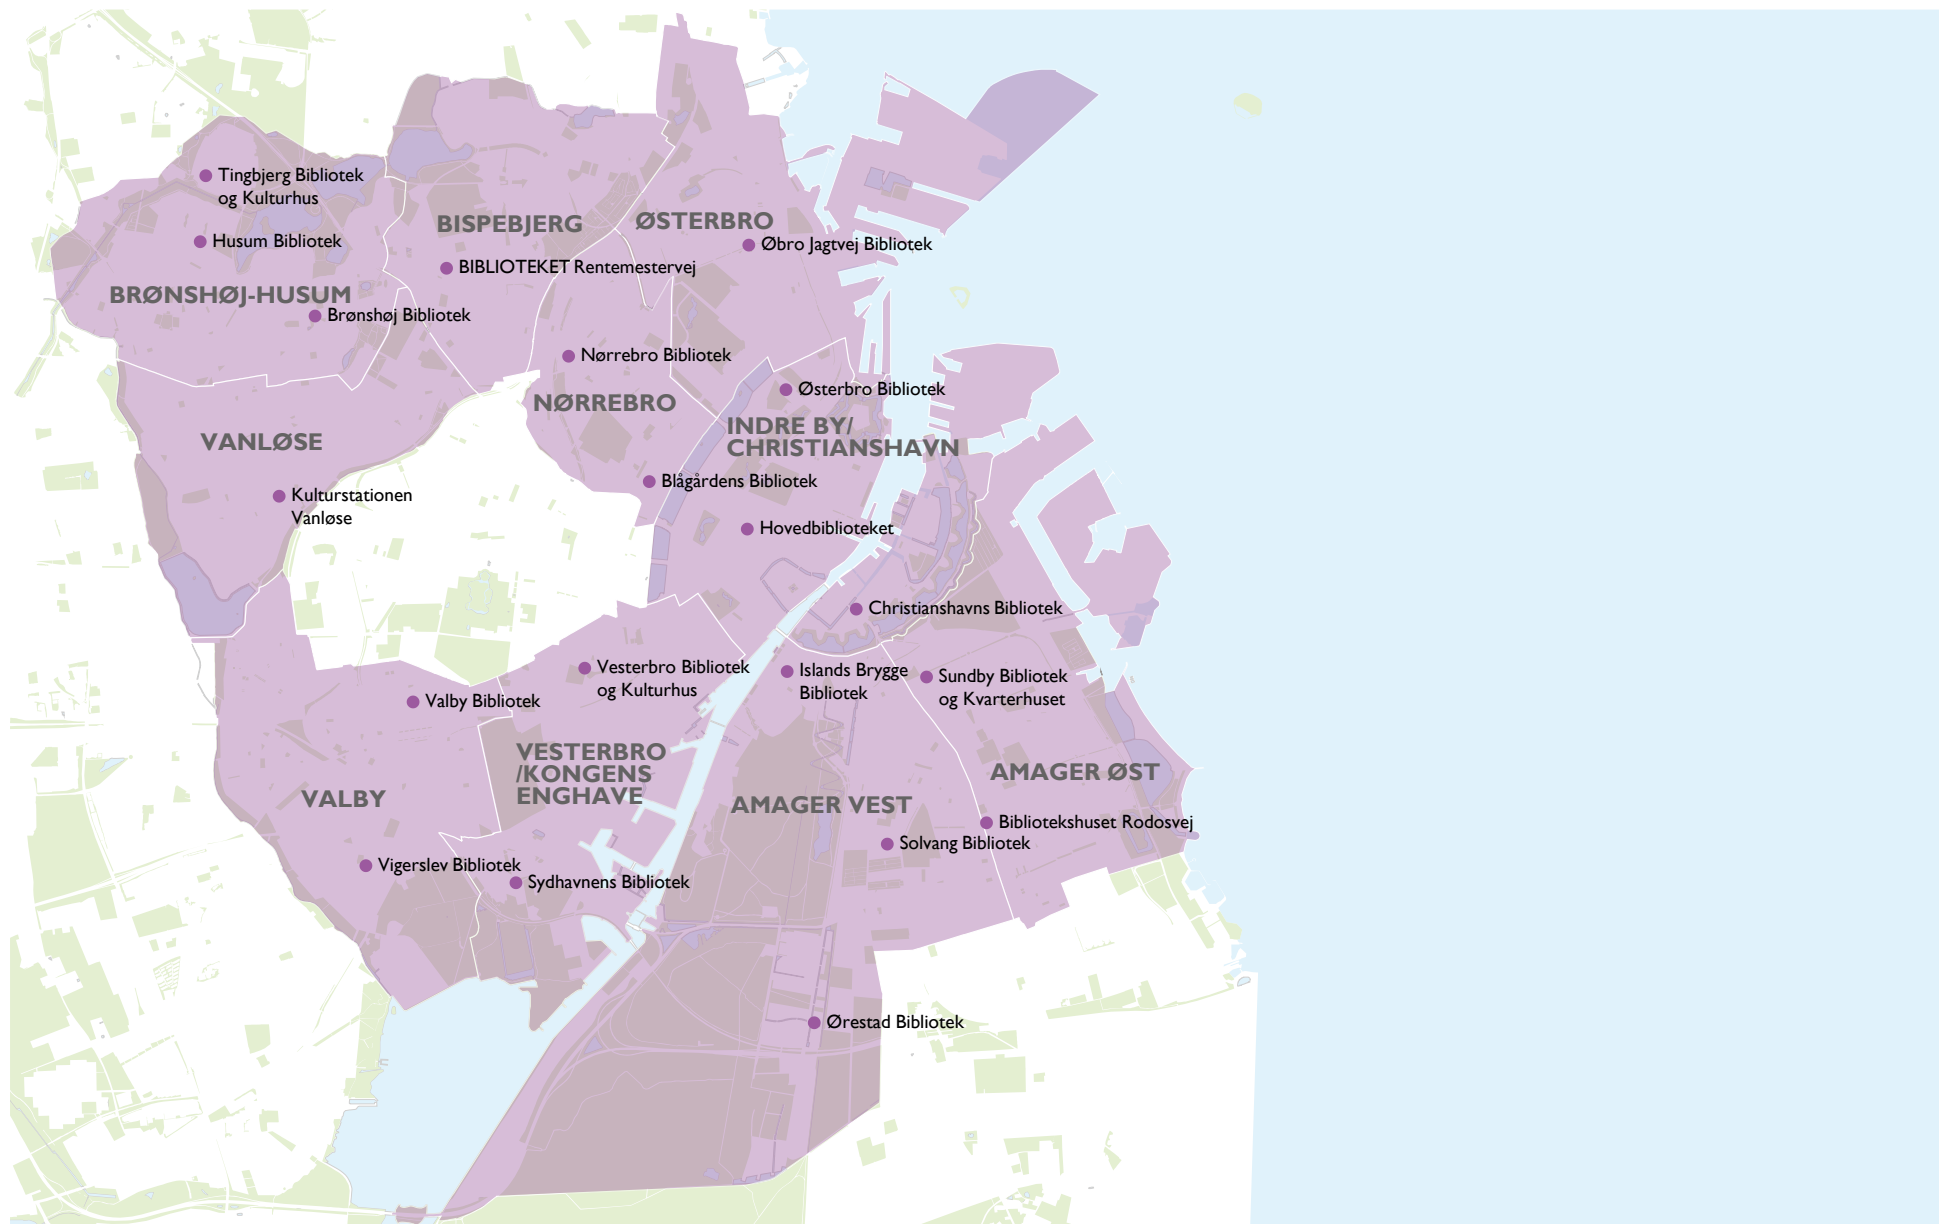 Tingbjerg Bibliotek
og Kulturhus
BISPEBJERG
ØSTERBRO
Husum Bibliotek
Øbro Jagtvej Bibliotek
BIBLIOTEKET Rentemestervej
BRØNSHØJ-HUSUM
Brønshøj Bibliotek
Nørrebro Bibliotek
Østerbro Bibliotek
NØRREBRO
INDRE BY/
CHRISTIANSHAVN
VANLØSE
Blågårdens Bibliotek
Kulturstationen
Vanløse
Hovedbiblioteket
Christianshavns Bibliotek
Vesterbro Bibliotek
og Kulturhus
Islands Brygge
Bibliotek
Sundby Bibliotek
og Kvarterhuset
Valby Bibliotek
VESTERBRO
/KONGENS
ENGHAVE
AMAGER ØST
VALBY
AMAGER VEST
Bibliotekshuset Rodosvej
Solvang Bibliotek
Vigerslev Bibliotek
Sydhavnens Bibliotek
Ørestad Bibliotek